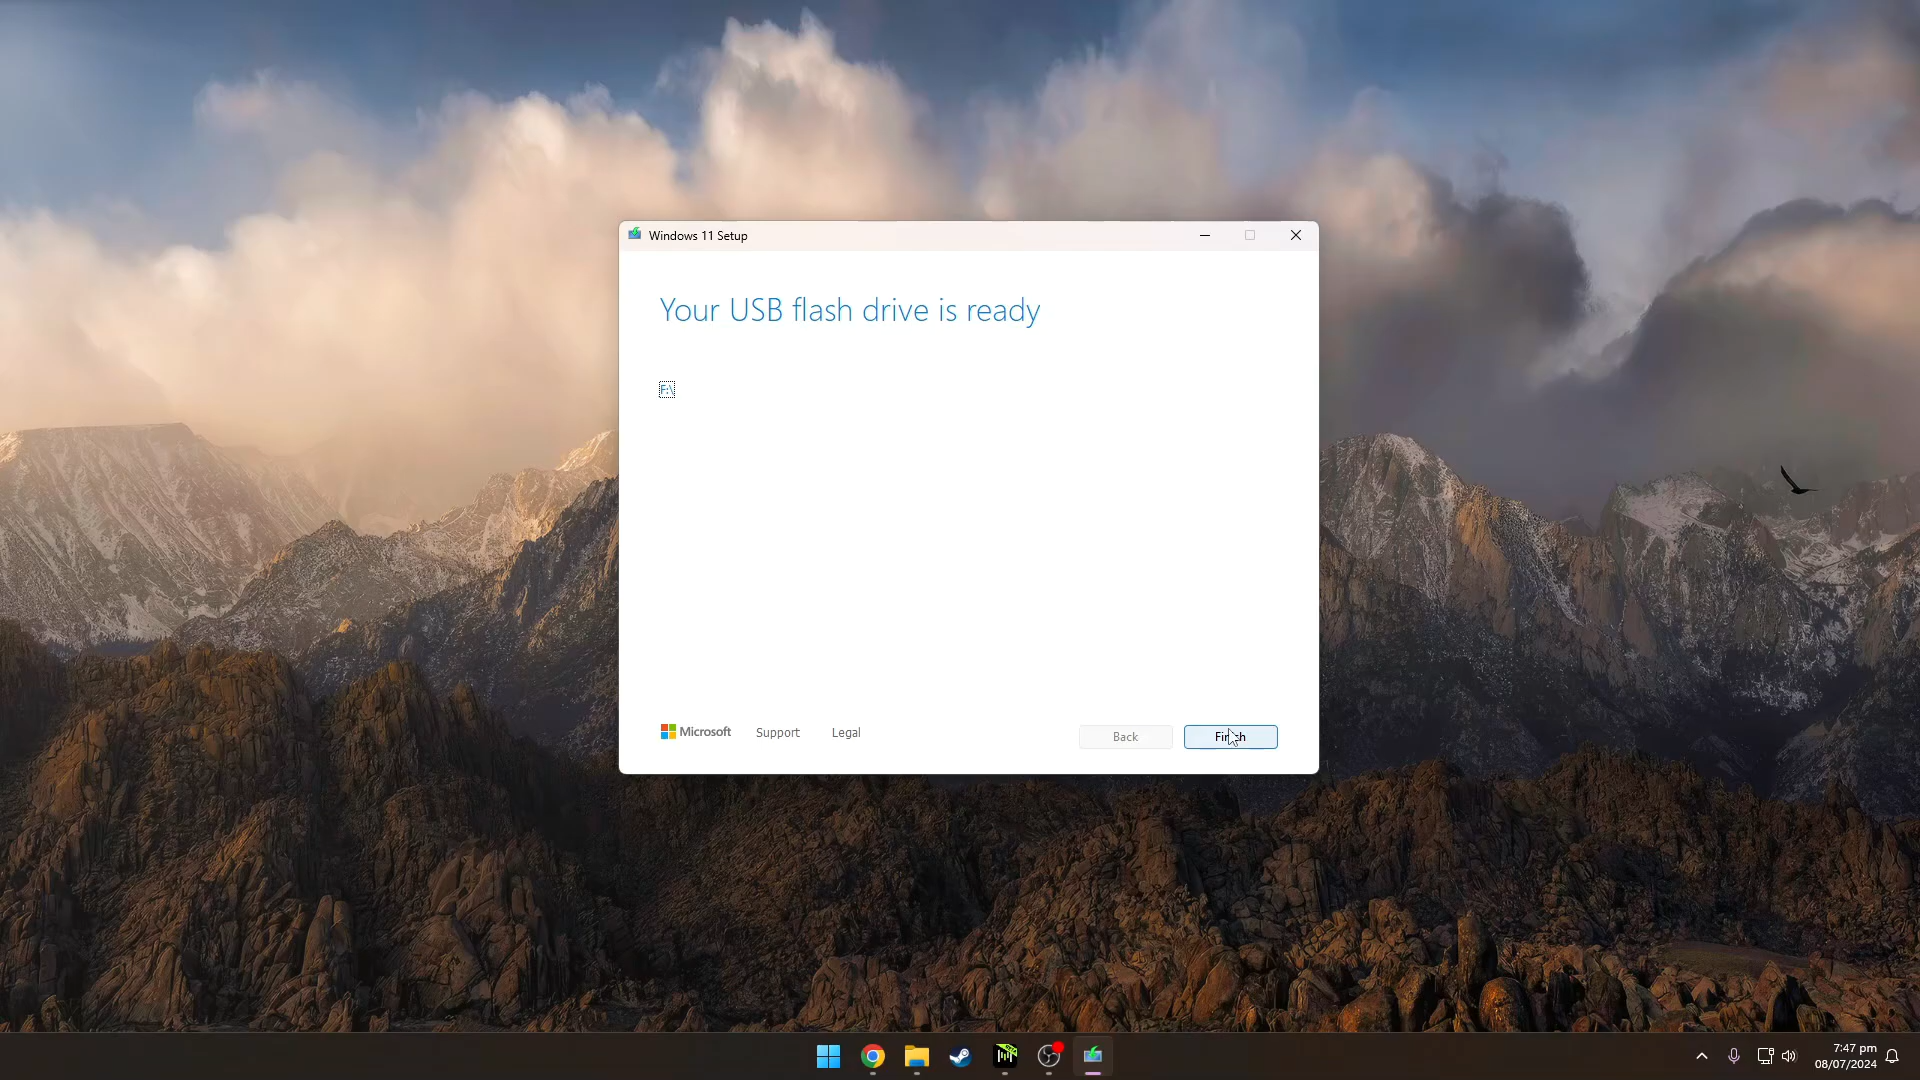 Windows 11 Setup
Your USB flash drive is ready
Microsoft
Support
Legal
Back
7:47 pm
08/07/2024